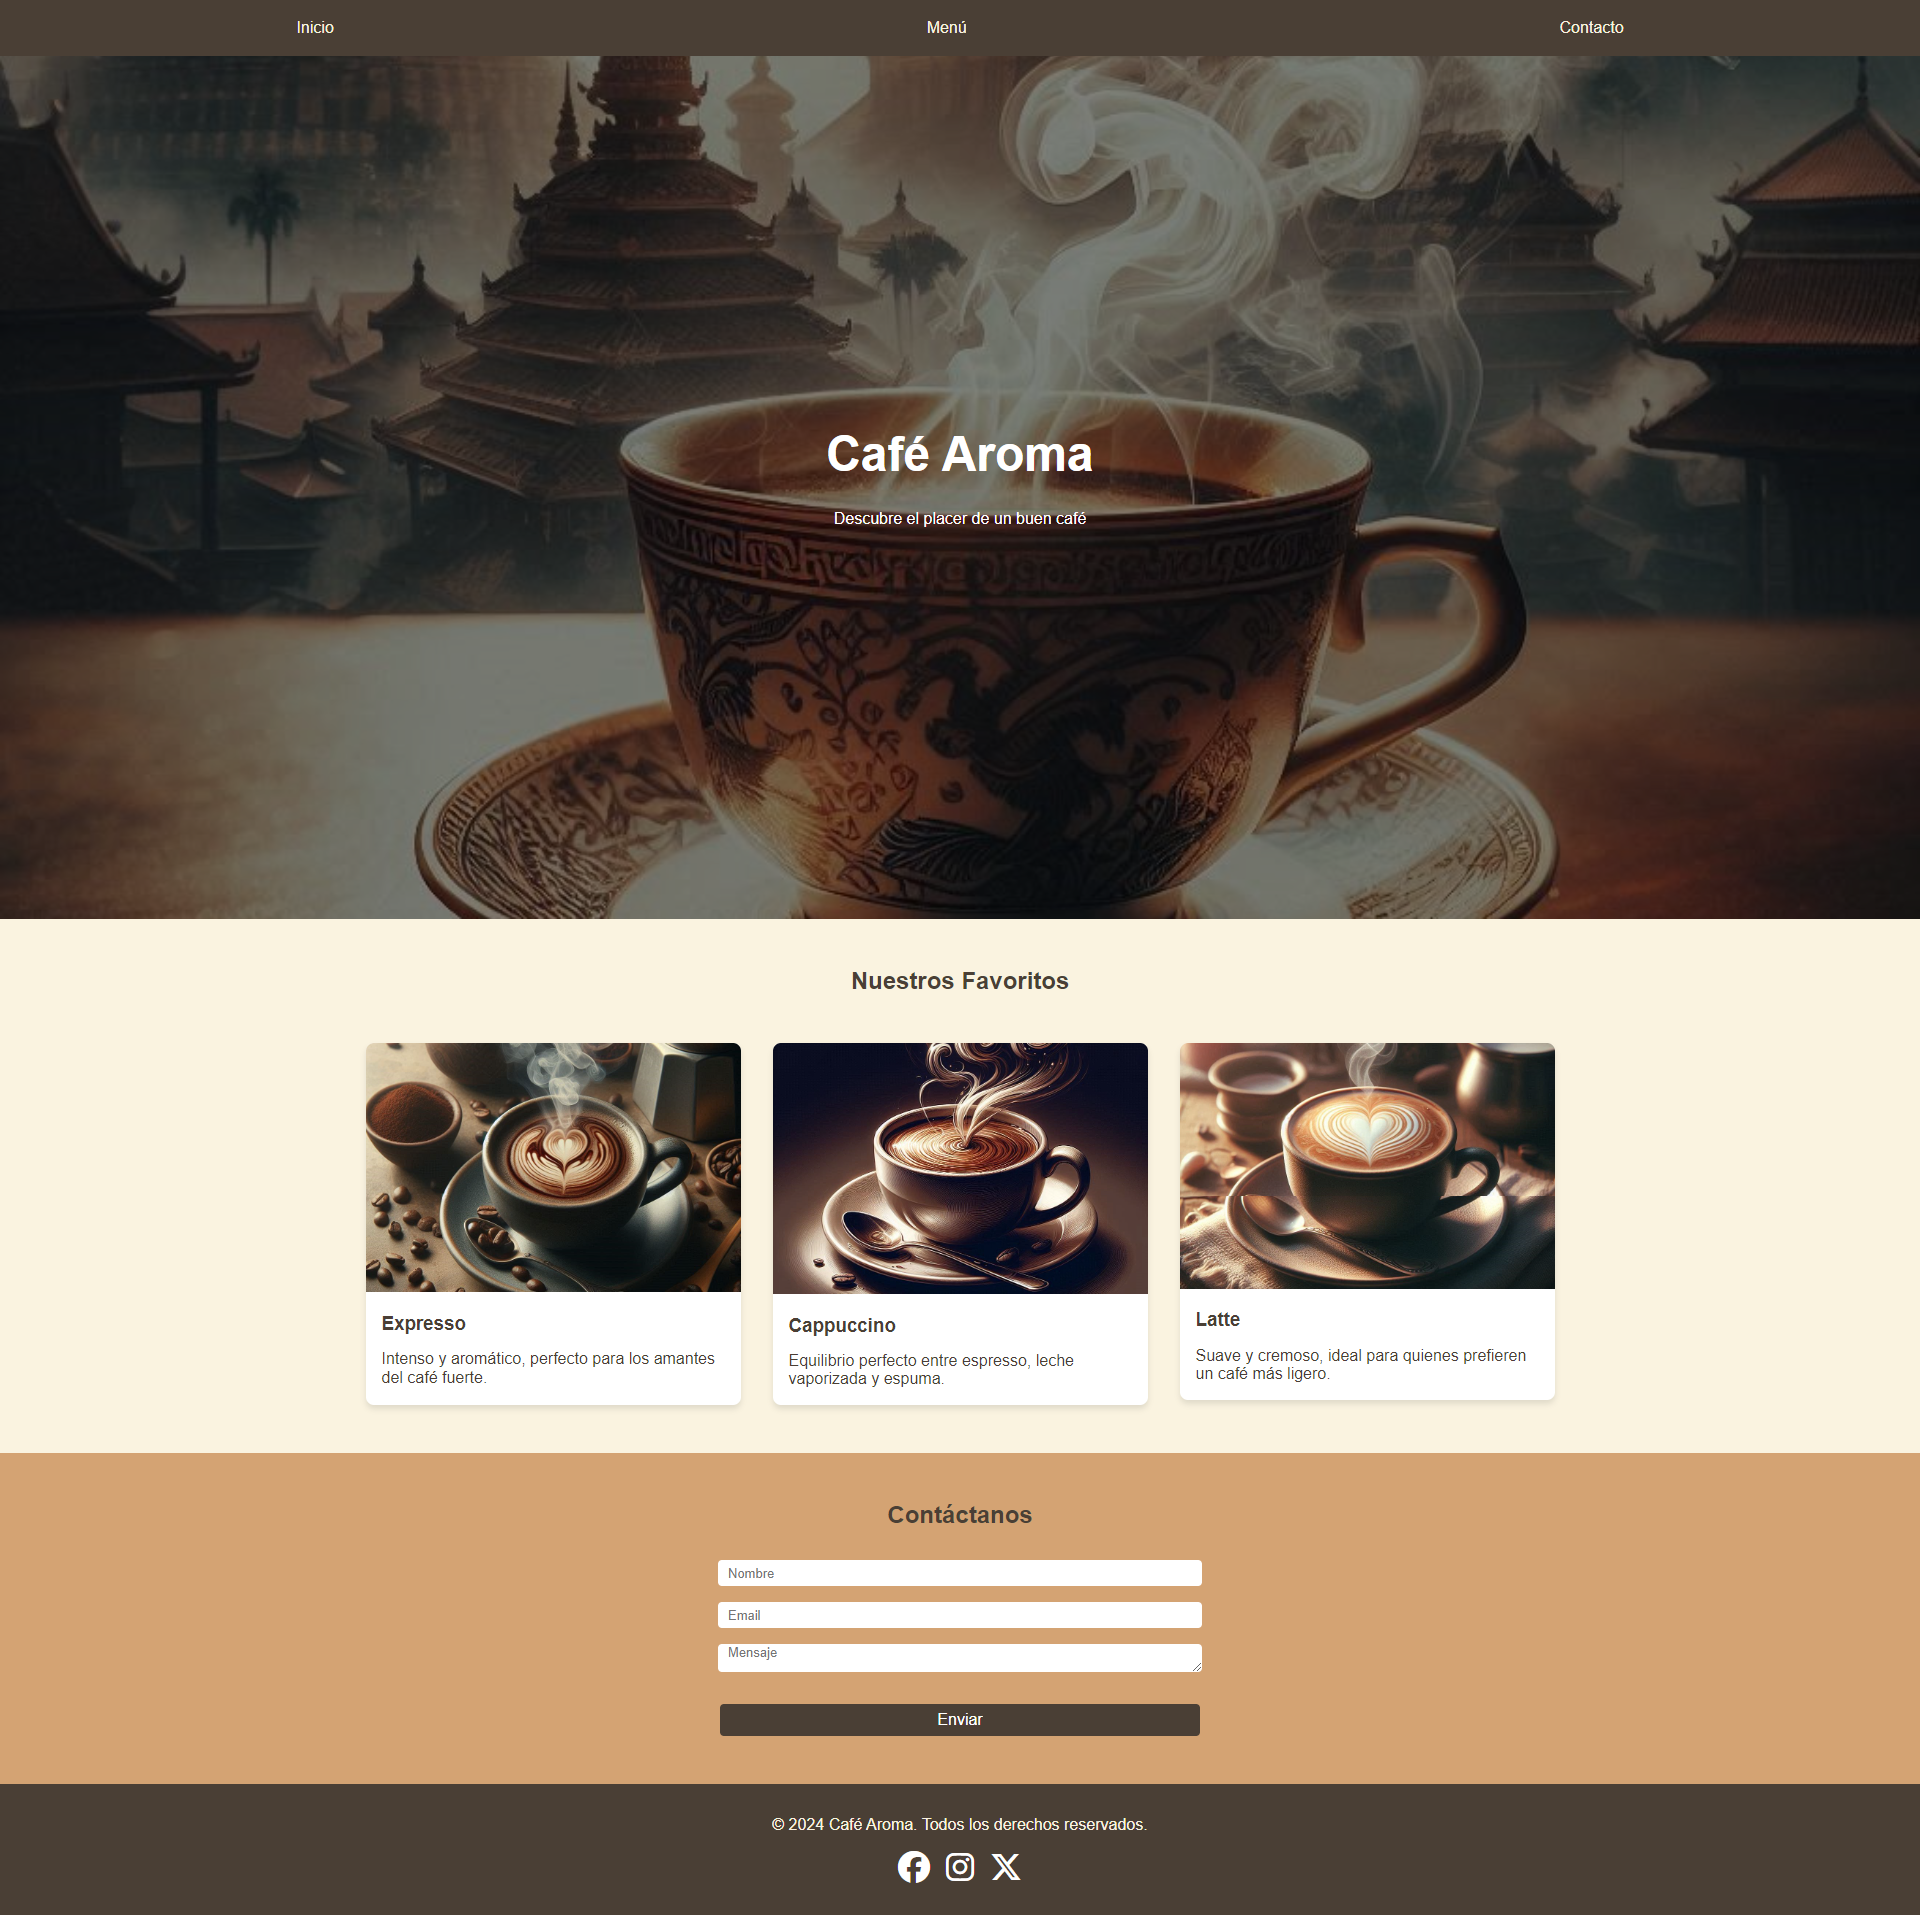 Inicio
Menú
Contacto
Café Aroma
Descubre el placer de un buen café
Nuestros Favoritos
Expresso
Intenso y aromático, perfecto para los amantes
del café fuerte.
Cappuccino
Equilibrio perfecto entre espresso, leche
vaporizada y espuma.
Latte
Suave y cremoso, ideal para quienes prefieren
un café más ligero.
Contáctanos
Nombre
Email
Mensaje
Enviar
© 2024 Café Aroma. Todos los derechos reservados.